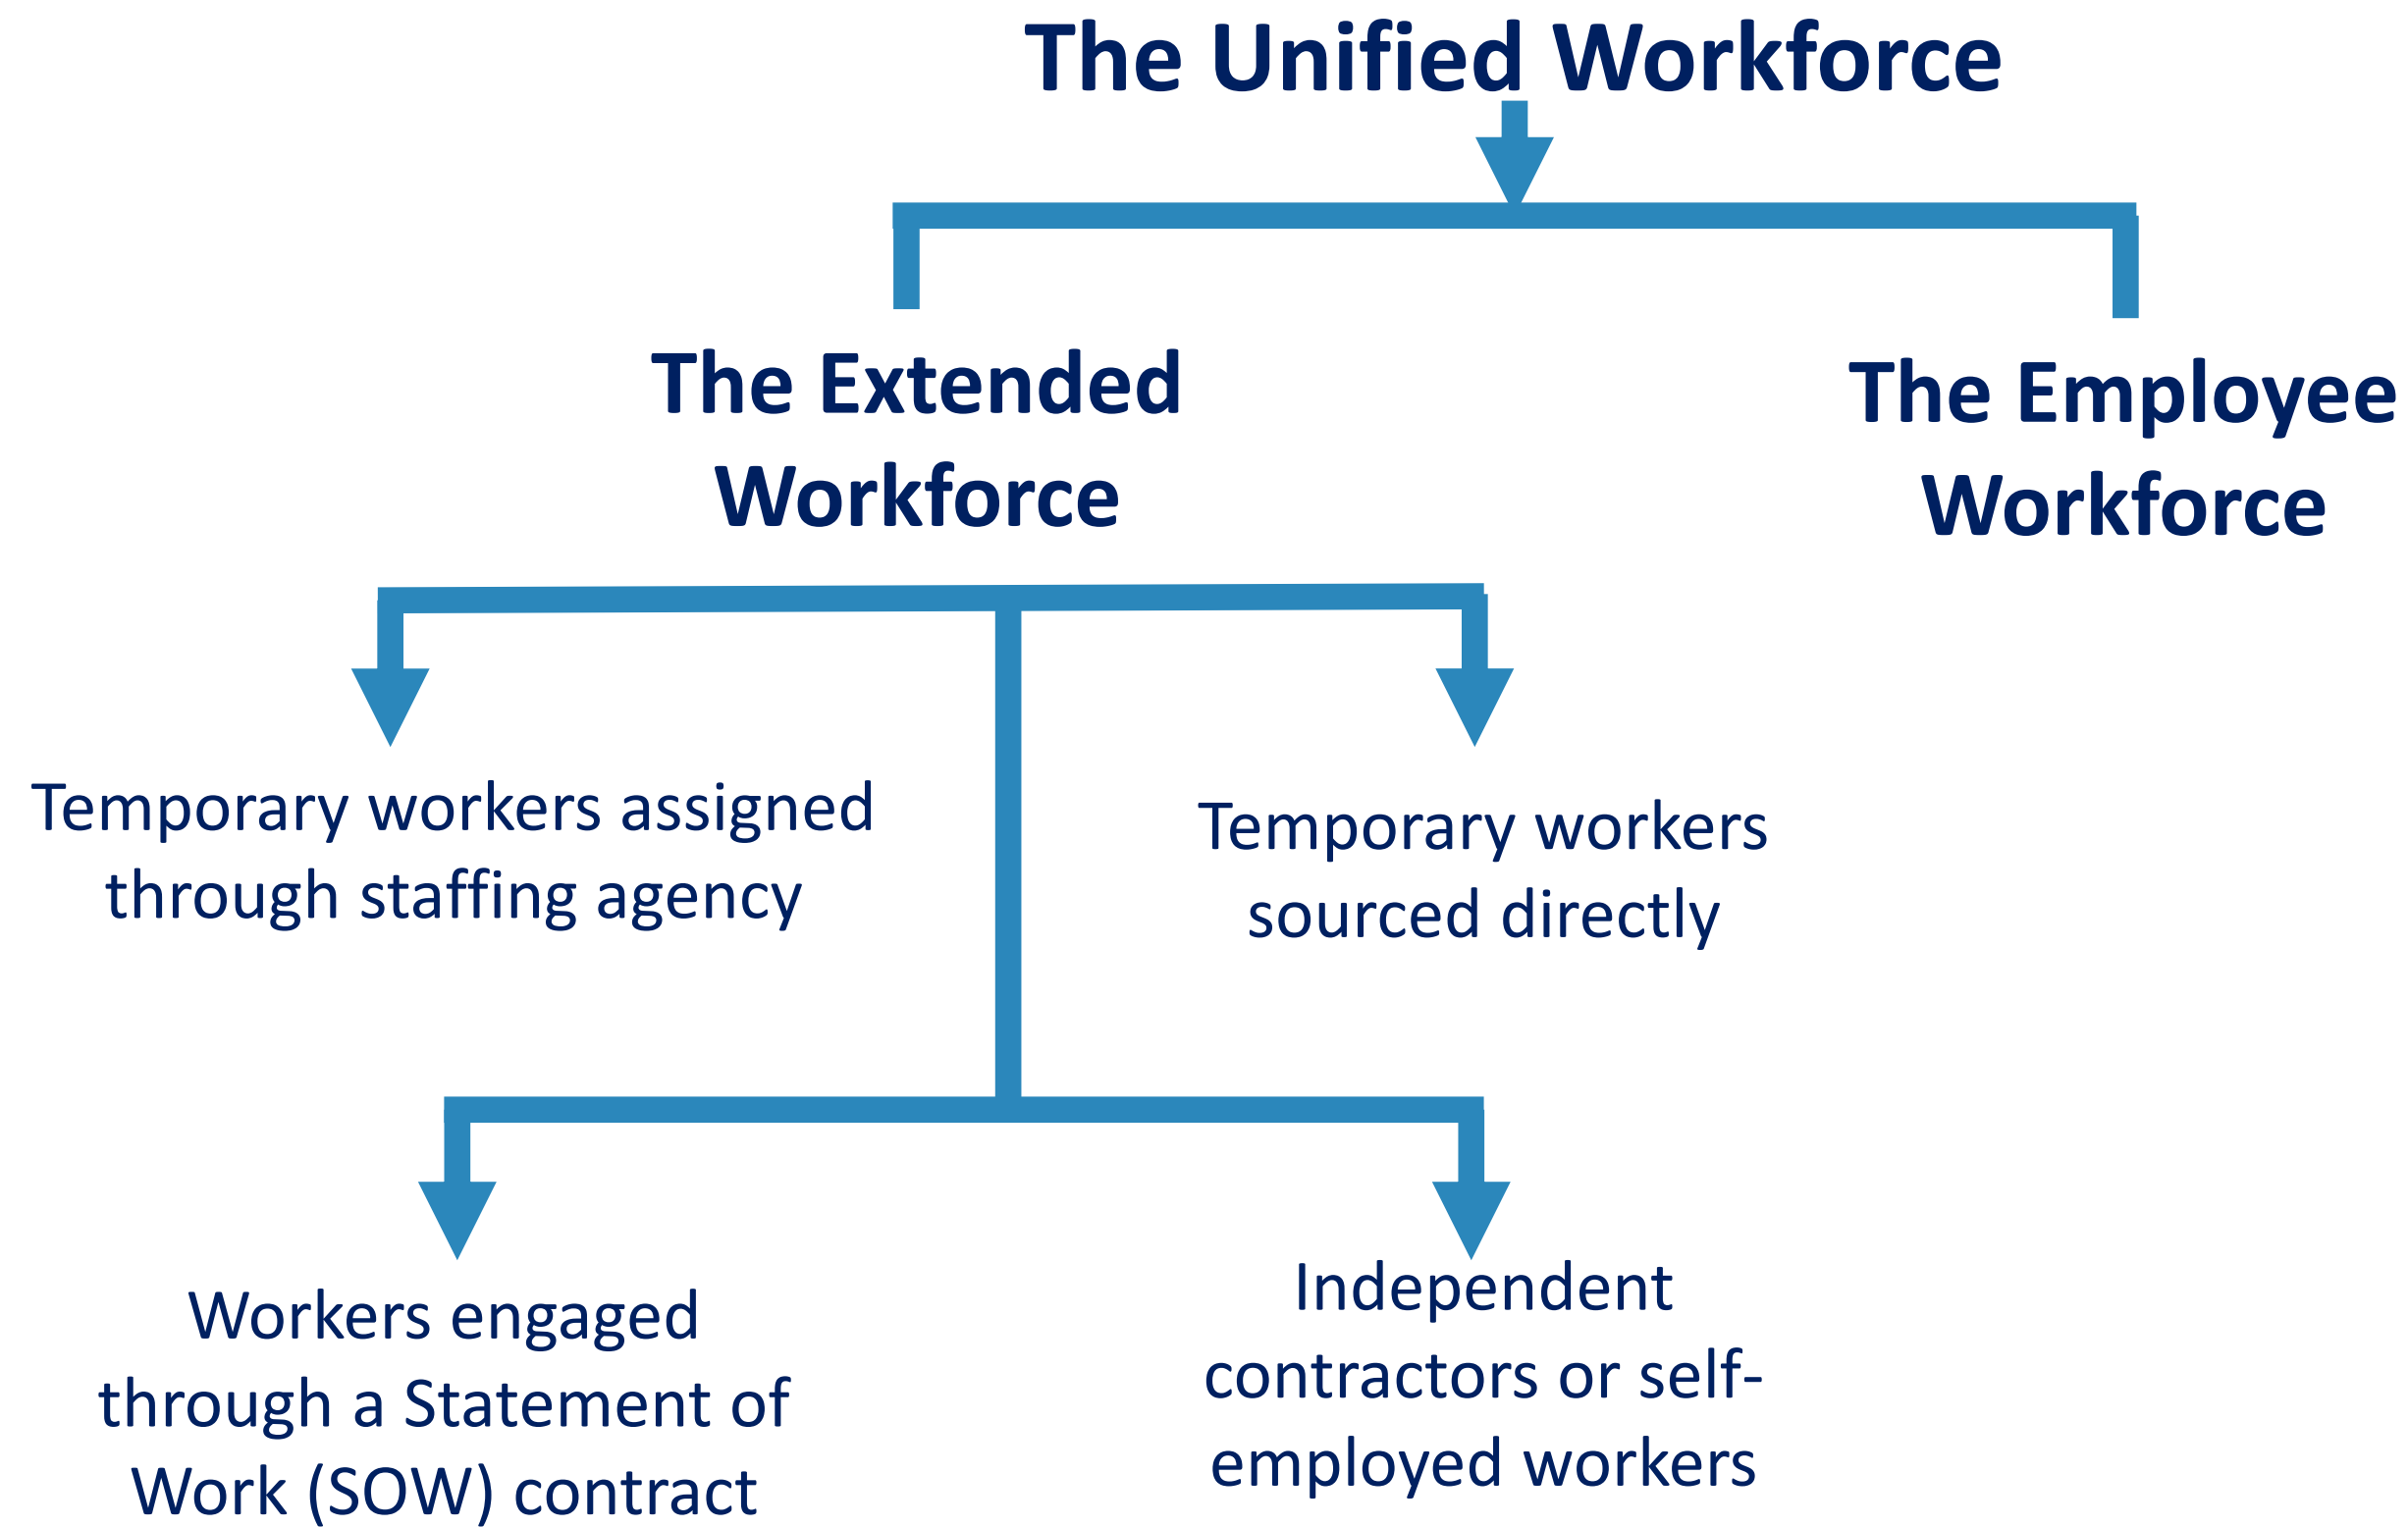 The Unified Workforce
The Extended
Workforce
The Employee
Workforce
Temporary workers assigned
through staffing agency
Temporary workers
sourced directly
Workers engaged
through a Statement of
Work (SOW) contract
Independent
contractors or self-
employed workers